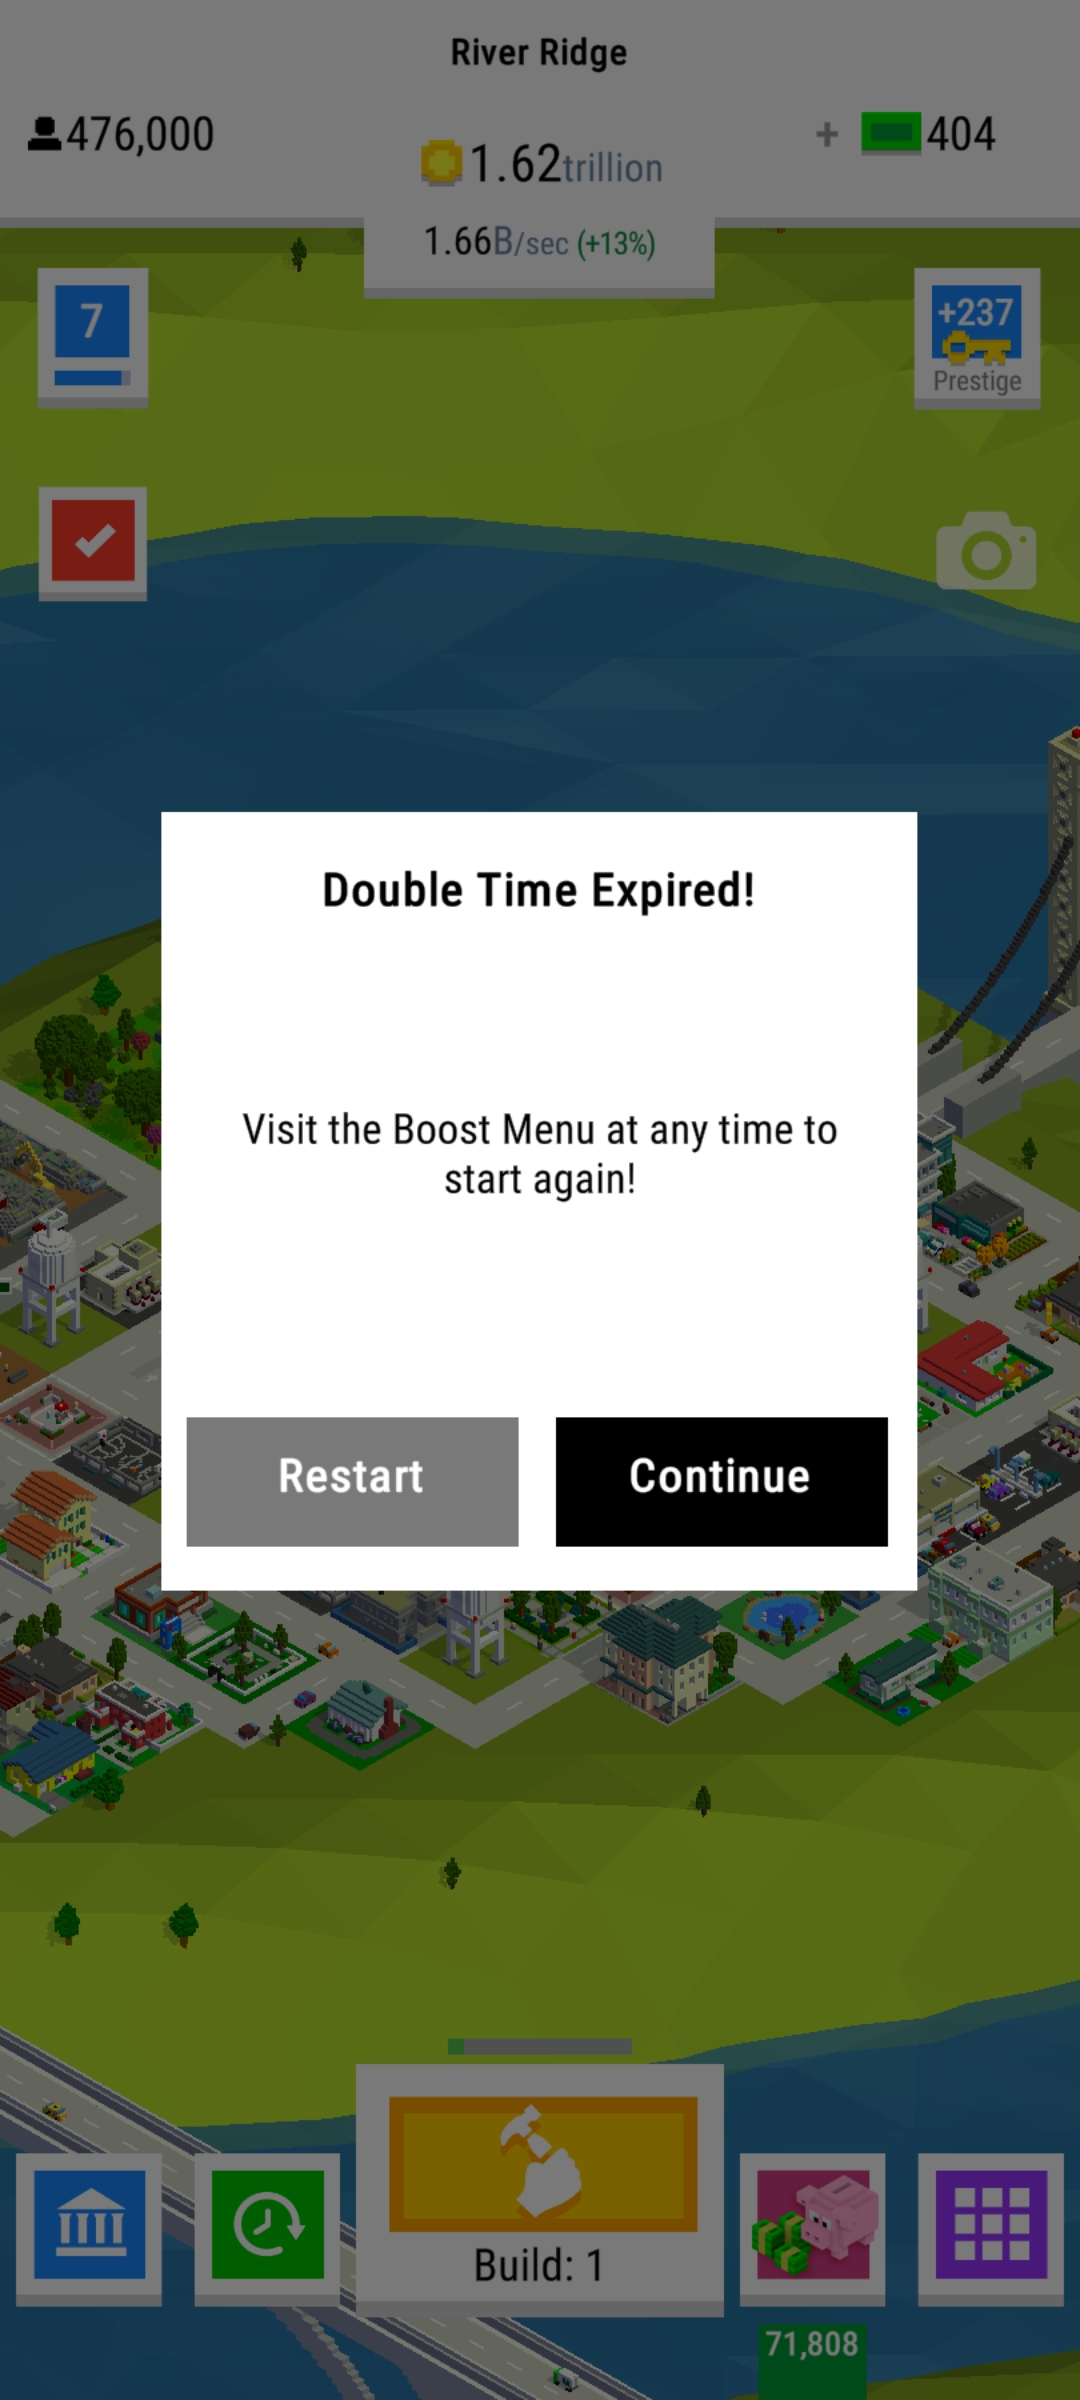 River Ridge
476,000
1.62trillion
+ 404
1.66B/sec (+13%)
7
+237
Prestige
Double Time Expired!
Visit the Boost Menu at any time to
start again!
Restart
Continue
Build: 1
71,808